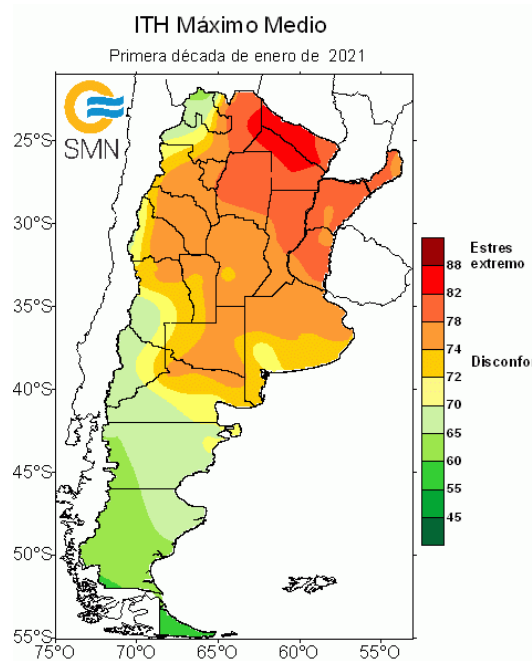 ITH Máximo Medio
Primera década de enero de 2021
SMN
25°S
30°S
35°S
40°S
45°S
50°S
55°S
75°O
70°O
65°O
60°O
55°O
Estres
extremo
88
82
78
74
72
Disconfo
70
65
60
55
45